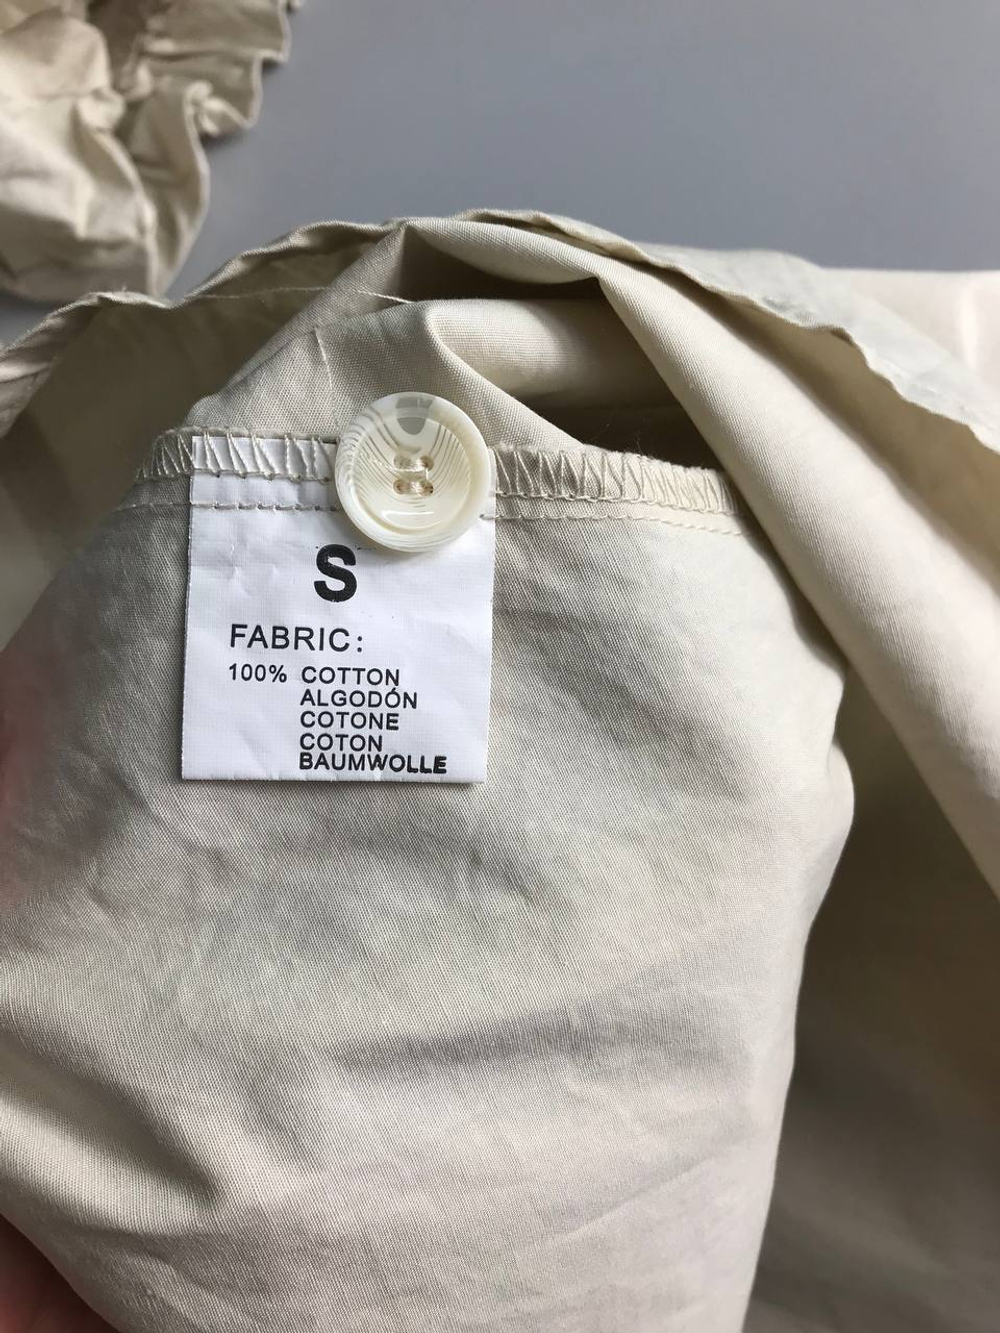 S
FABRIC:
100% COTTON
ALGODÓN
COTONE
COTON
BAUMWOLLE